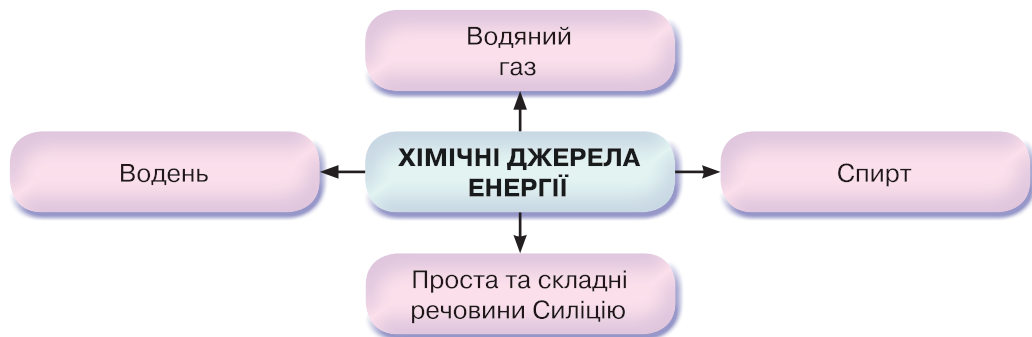 Водяний
газ
Водень
ХІМІЧНІ ДЖЕРЕЛА
ЕНЕРГІЇ
Спирт
Проста та складні
речовини Силіцію